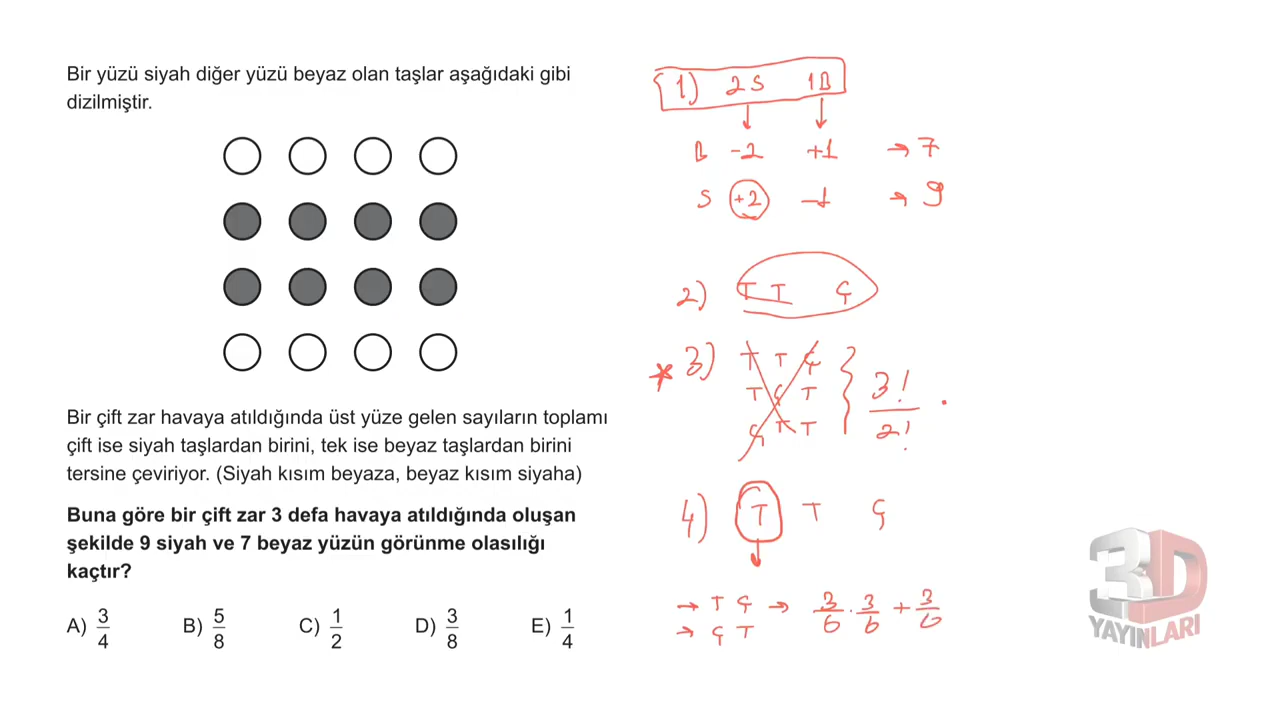 Bir yüzü siyah diğer yüzü beyaz olan taşlar aşağıdaki gibi
dizilmiştir.
Bir çift zar havaya atıldığında üst yüze gelen sayıların toplamı
çift ise siyah taşlardan birini, tek ise beyaz taşlardan birini
tersine çeviriyor. (Siyah kısım beyaza, beyaz kısım siyaha)
Buna göre bir çift zar 3 defa havaya atıldığında oluşan
şekilde 9 siyah ve 7 beyaz yüzün görünme olasılığı
kaçtır?
A) 3/4 B) 5/8 C) 1/2 D) 3/8 E) 1/4
1) 2S 1B
B -2 +1 → 7
S +2 -1 → 9
2) T T Ç
* 3) T T Ç
T Ç T
Ç T T
3!/2! .
4) T T Ç
→ T Ç → 3/6 . 3/6 + 3/6
→ Ç T
3D
YAYINLARI